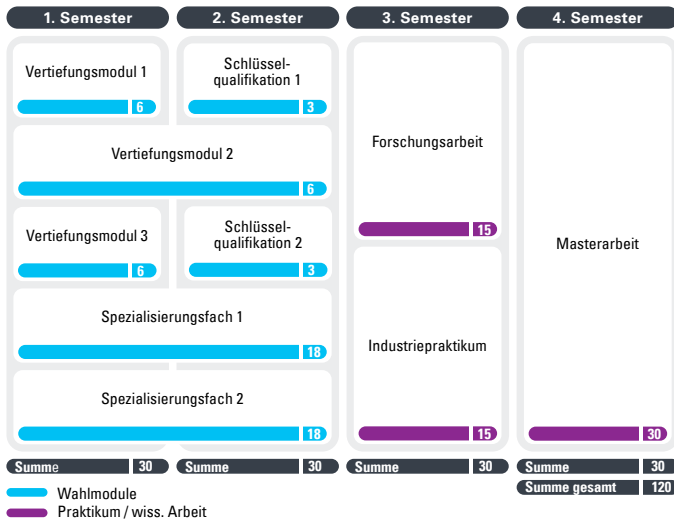 1. Semester
2. Semester
3. Semester
4. Semester
Vertiefungsmodul 1
6
Schlüssel-
qualifikation 1
3
Vertiefungsmodul 2
6
Vertiefungsmodul 3
6
Schlüssel-
qualifikation 2
3
Spezialisierungsfach 1
18
Spezialisierungsfach 2
18
Forschungsarbeit
15
Industriepraktikum
15
Masterarbeit
30
Summe 30
Summe 30
Summe 30
Summe 30
Summe gesamt 120
Wahlmodule
Praktikum / wiss. Arbeit